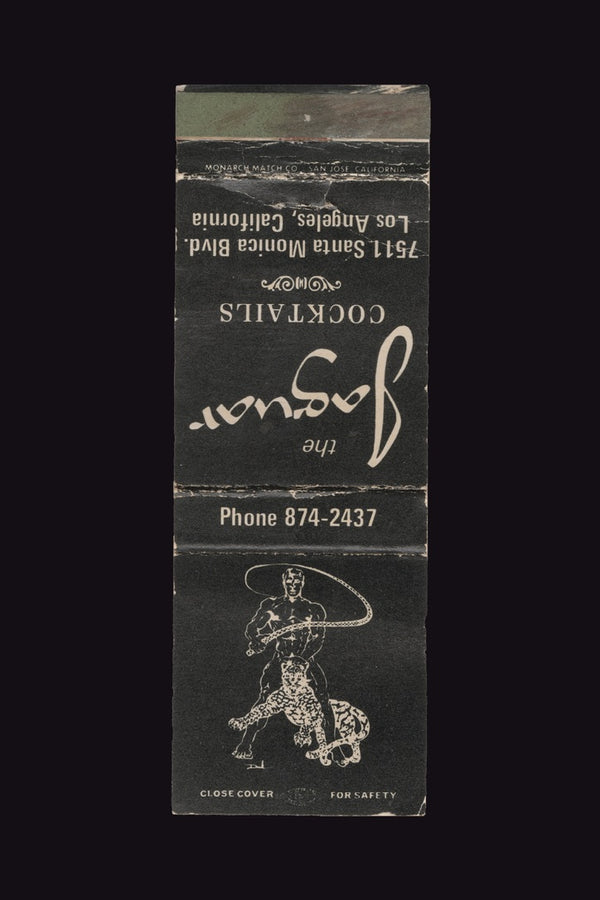 MONARCH MATCH CO., SAN JOSE, CALIFORNIA
the
Jaguar
COCKTAILS
7511 Santa Monica Blvd.
Los Angeles, California
Phone 874-2437
CLOSE COVER FOR SAFETY